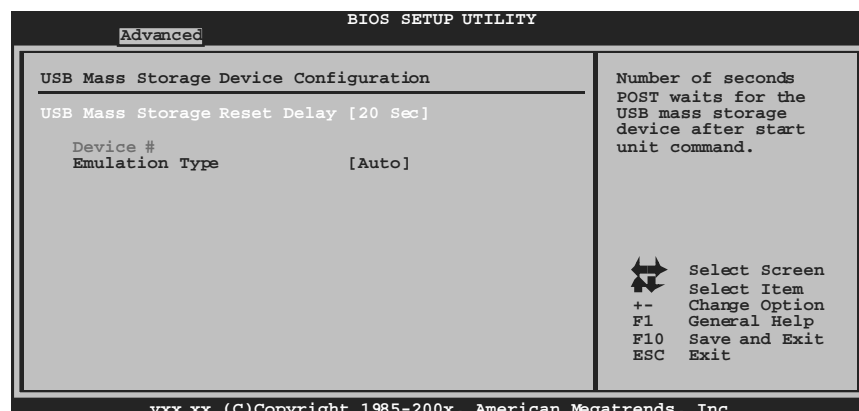 BIOS SETUP UTILITY
Advanced
USB Mass Storage Device Configuration
USB Mass Storage Reset Delay [20 Sec]
Device #
Emulation Type [Auto]
Number of seconds
POST waits for the
USB mass storage
device after start
unit command.
Select Screen
Select Item
+- Change Option
F1 General Help
F10 Save and Exit
ESC Exit
vxx.xx (C)Copyright 1985-200x, American Megatrends, Inc.